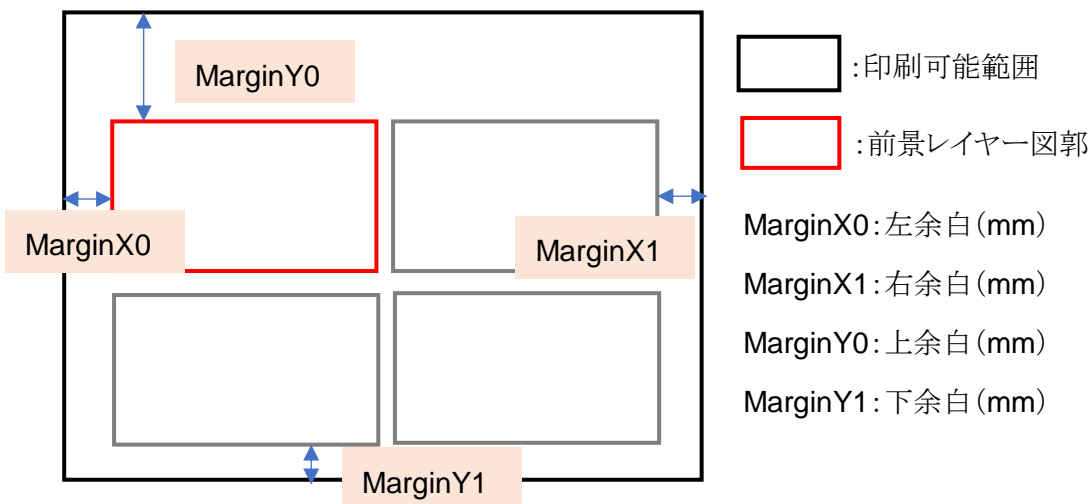 MarginY0
MarginX0
MarginX1
MarginY1
:印刷可能範囲
:前景レイヤー図郭
MarginX0:左余白(mm)
MarginX1:右余白(mm)
MarginY0:上余白(mm)
MarginY1:下余白(mm)